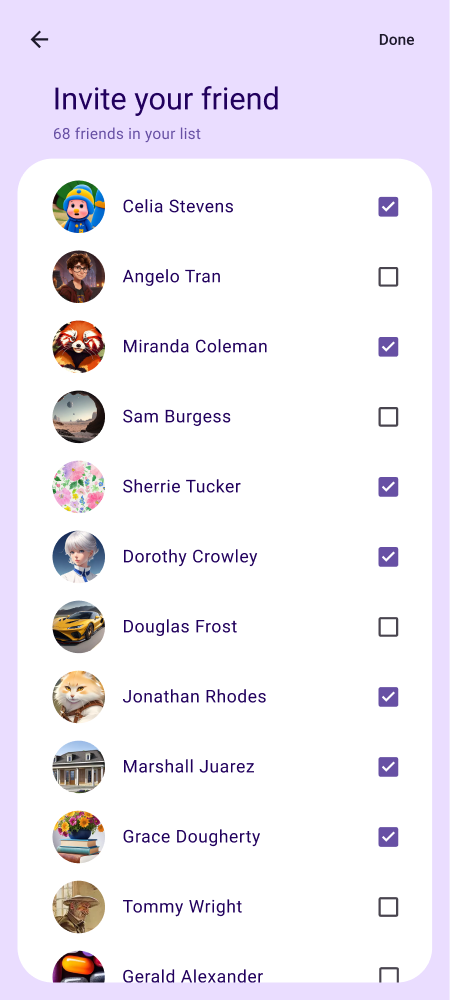 Done
Invite your friend
68 friends in your list
Celia Stevens
Angelo Tran
Miranda Coleman
Sam Burgess
Sherrie Tucker
Dorothy Crowley
Douglas Frost
Jonathan Rhodes
Marshall Juarez
Grace Dougherty
Tommy Wright
Gerald Alexander